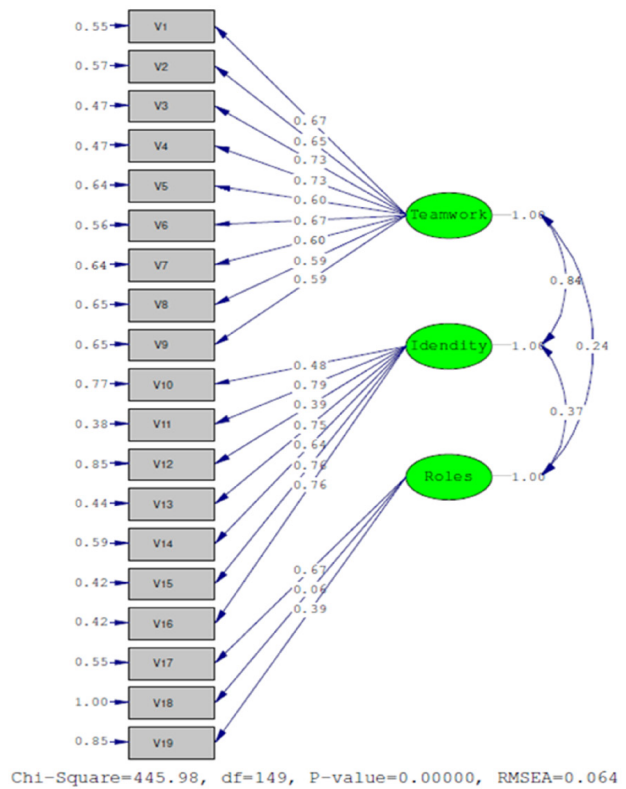 0.55 V1
0.57 V2
0.47 V3
0.47 V4
0.64 V5
0.56 V6
0.64 V7
0.65 V8
0.65 V9
0.77 V10
0.38 V11
0.85 V12
0.44 V13
0.59 V14
0.42 V15
0.42 V16
0.55 V17
1.00 V18
0.85 V19
0.67
0.65
0.73
0.73
0.60
0.67
0.60
0.59
0.59
0.48
0.79
0.39
0.75
0.64
0.76
0.76
0.67
0.06
0.39
Teamwork 1.00
Idendity 1.00
Roles 1.00
0.84
0.24
0.37
Chi-Square=445.98, df=149, P-value=0.00000, RMSEA=0.064